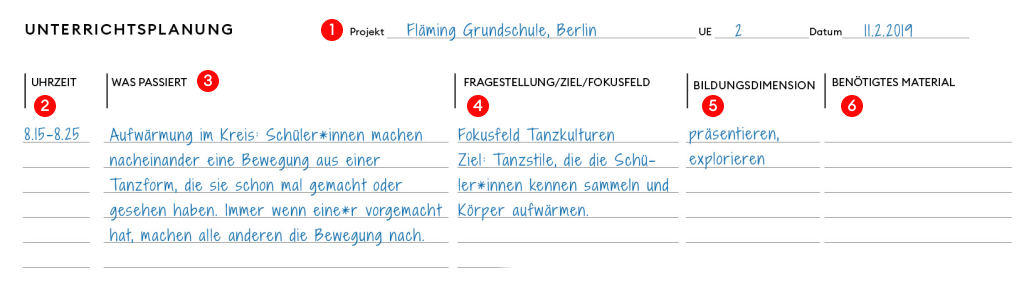 UNTERRICHTSPLANUNG 1 Projekt Fläming Grundschule, Berlin UE 2 Datum 11.2.2019
UHRZEIT WAS PASSIERT 3 FRAGESTELLUNG/ZIEL/FOKUSFELD BILDUNGSDIMENSION BENÖTIGTES MATERIAL
2 4 5 6
8.15-8.25 Aufwärmung im Kreis: Schüler*innen machen Fokusfeld Tanzkulturen präsentieren,
nacheinander eine Bewegung aus einer Ziel: Tanzstile, die die Schü- explorieren
Tanzform, die sie schon mal gemacht oder ler*innen kennen sammeln und
gesehen haben. Immer wenn eine*r vorgemacht Körper aufwärmen.
hat, machen alle anderen die Bewegung nach.